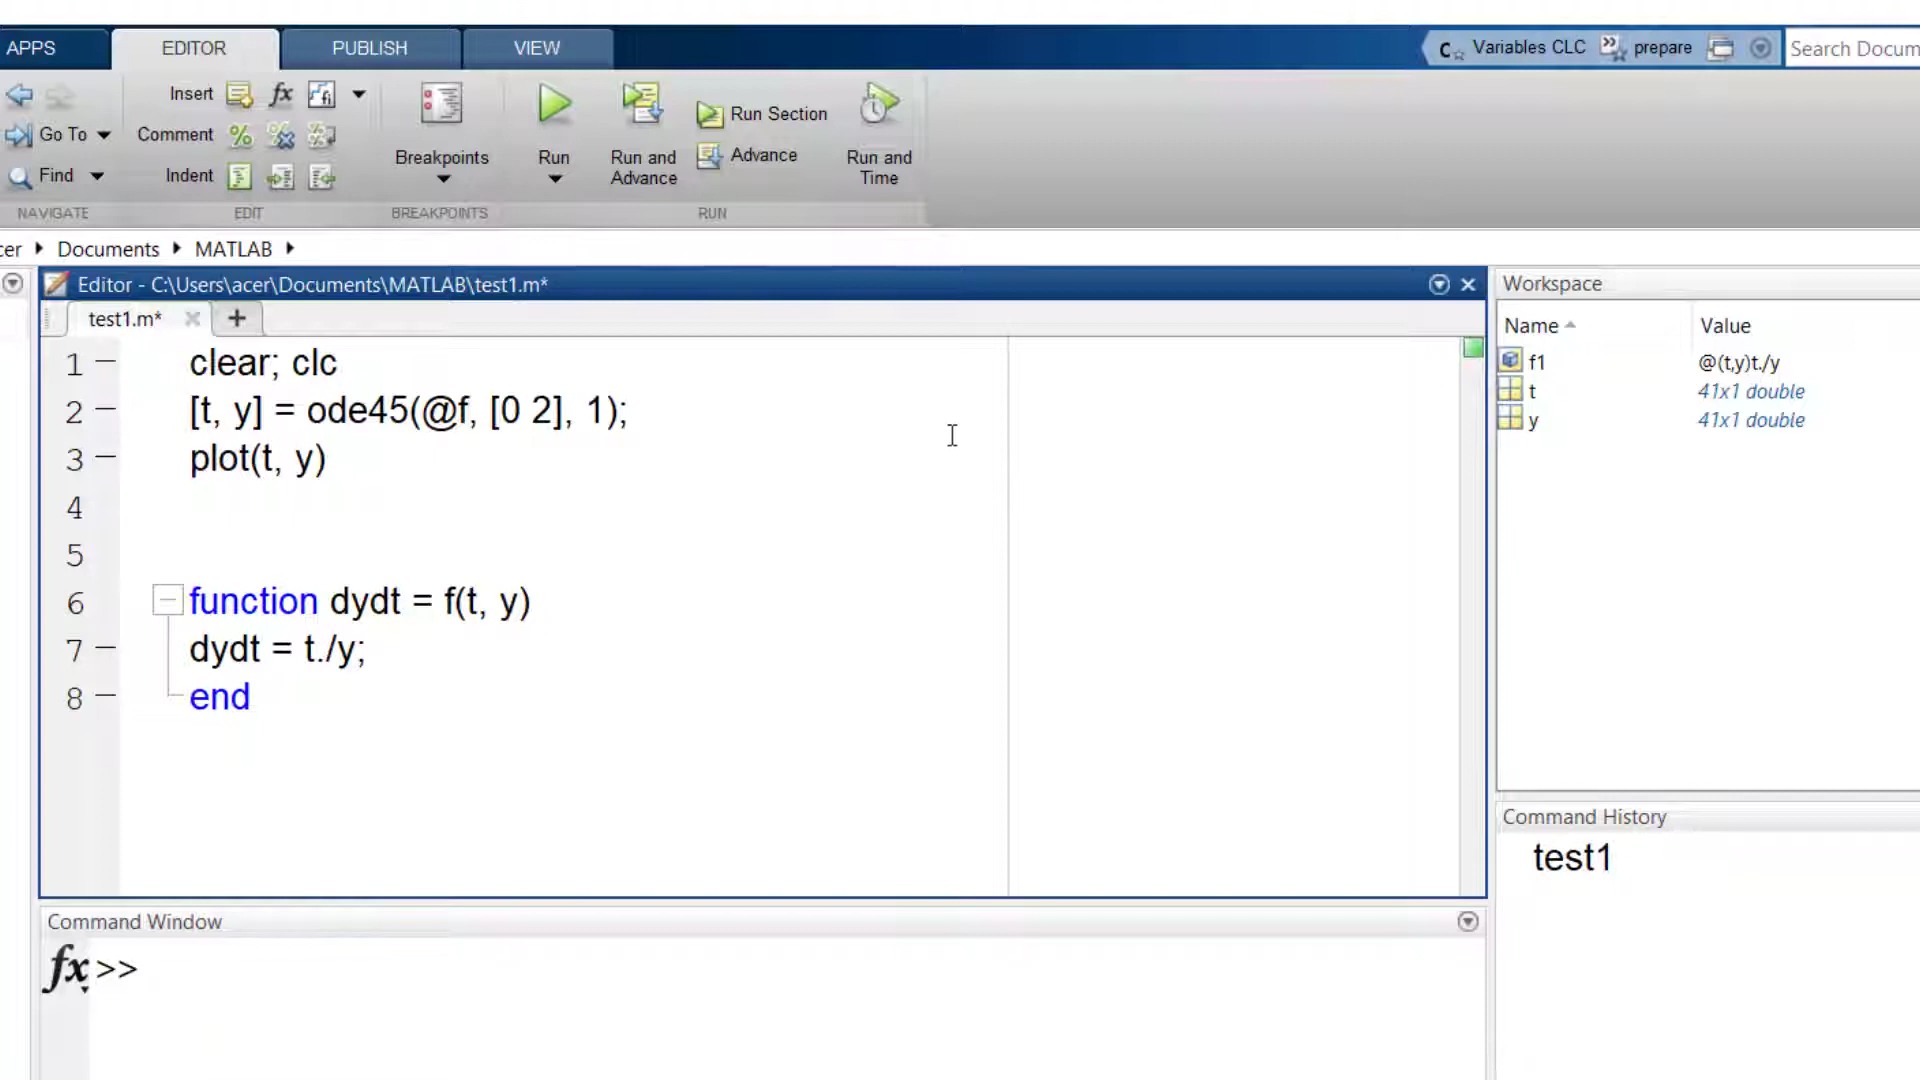 APPS EDITOR PUBLISH VIEW Variables CLC prepare Search Docum
Insert fx fi
Go To Comment
Find Indent
Breakpoints
Run
Run and Advance
Run Section
Advance
Run and Time
NAVIGATE EDIT BREAKPOINTS RUN
cer Documents MATLAB
Editor - C:\Users\acer\Documents\MATLAB\test1.m*
test1.m* +
1 clear; clc
2 [t, y] = ode45(@f, [0 2], 1);
3 plot(t, y)
4
5
6 function dydt = f(t, y)
7 dydt = t./y;
8 end
Workspace
Name Value
f1 @(t,y)t./y
t 41x1 double
y 41x1 double
Command History
test1
Command Window
fx >>